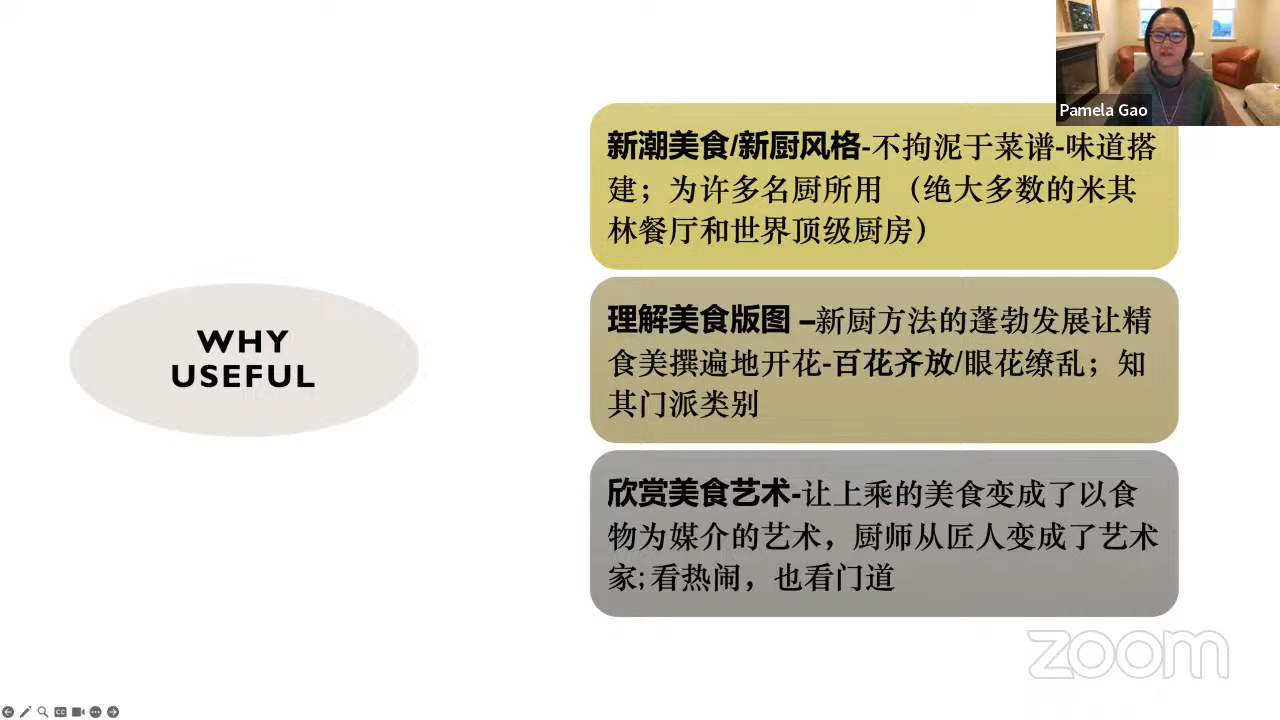 Pamela Gao
WHY
USEFUL
新潮美食/新厨风格-不拘泥于菜谱-味道搭
建；为许多名厨所用 （绝大多数的米其
林餐厅和世界顶级厨房）
理解美食版图 –新厨方法的蓬勃发展让精
食美撰遍地开花-百花齐放/眼花缭乱；知
其门派类别
欣赏美食艺术-让上乘的美食变成了以食
物为媒介的艺术，厨师从匠人变成了艺术
家; 看热闹，也看门道
zoom
CC